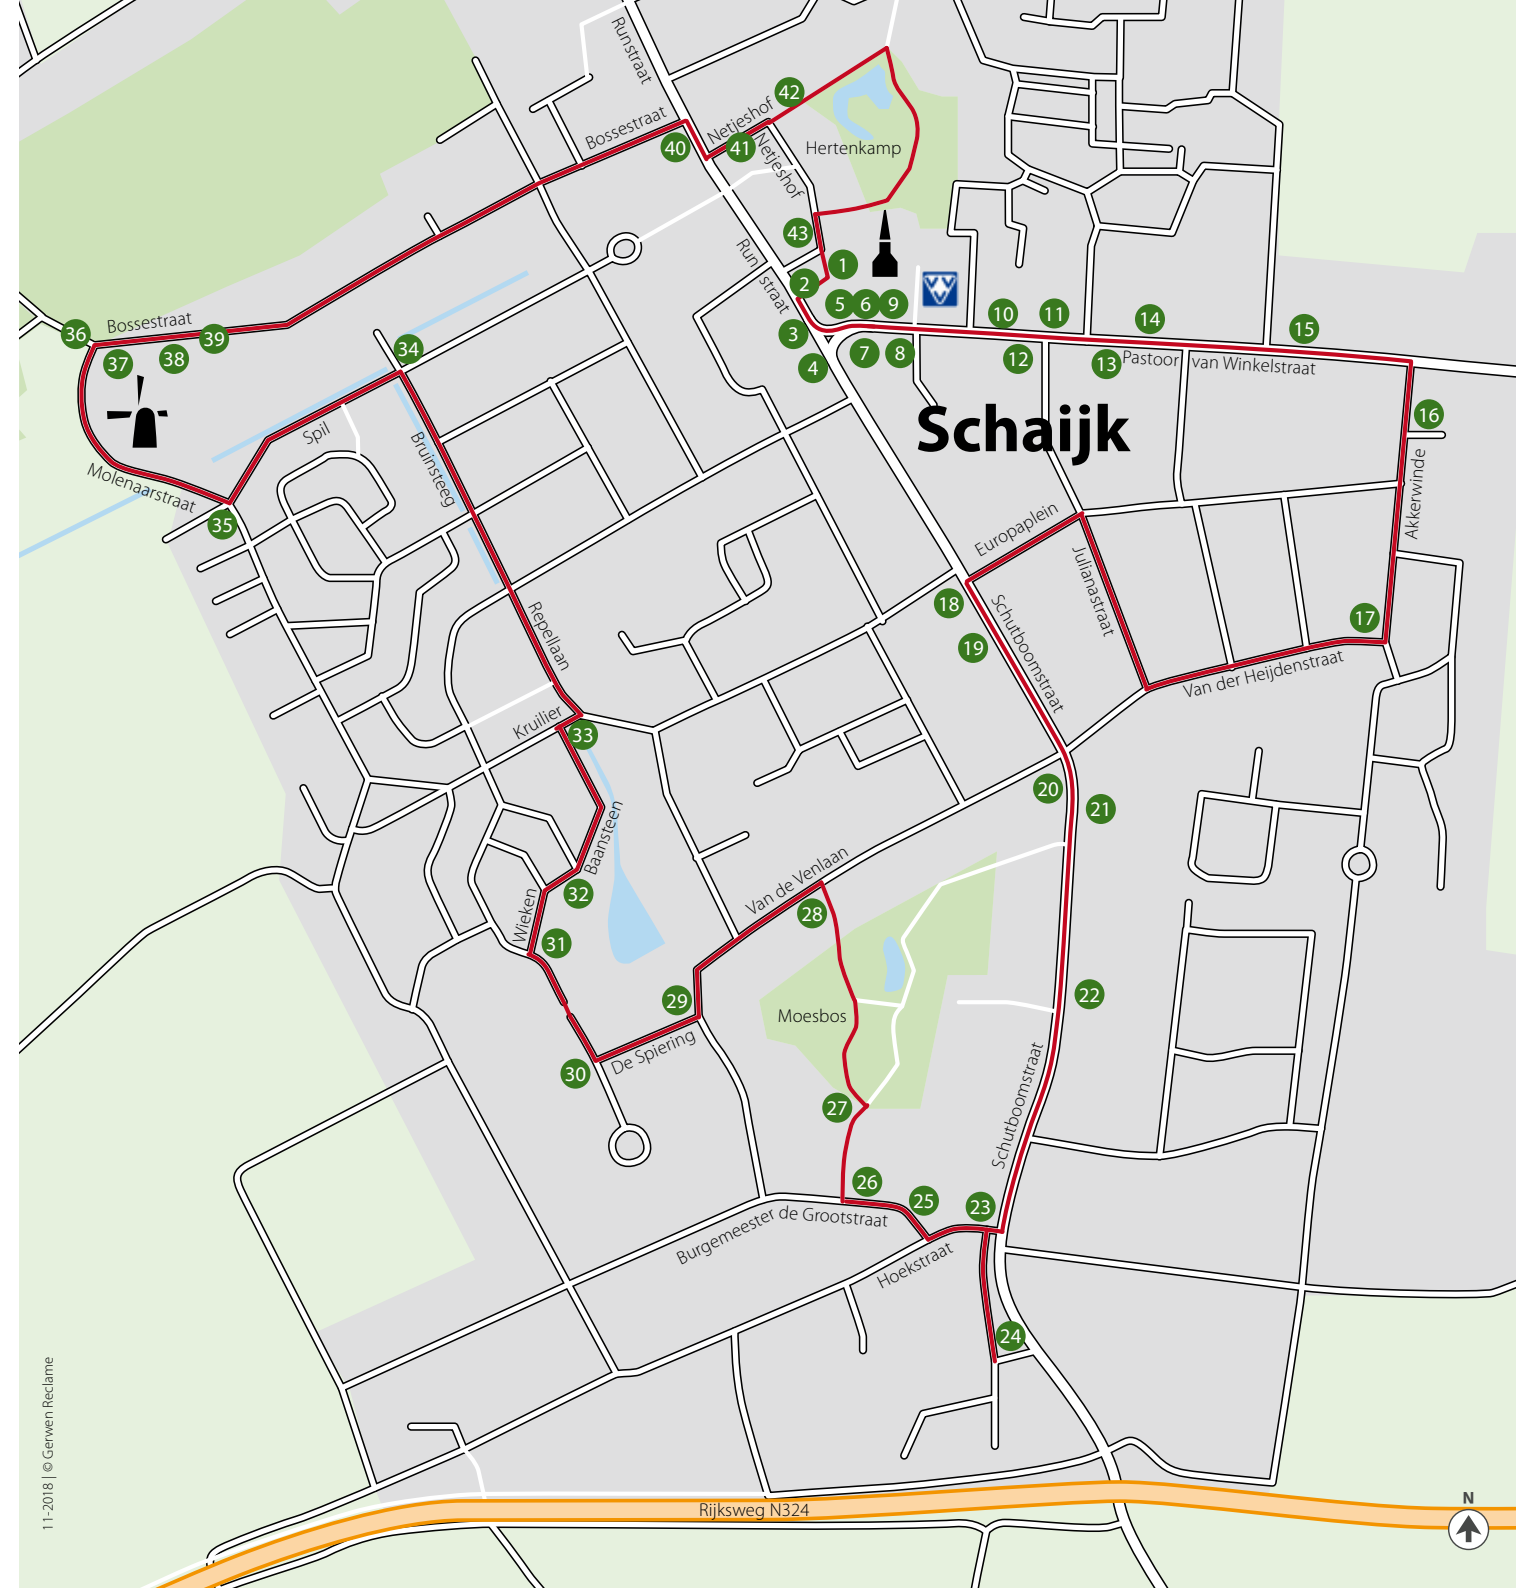 Runstraat
Bossestraat
40
Netjeshof
41
42
Netjeshof
Hertenkamp
43
1
2
Runstraat
3
4
5
6
9
7
8
10
11
12
13
14
15
Pastoor van Winkelstraat
16
Schaijk
Akkerwinde
17
Van der Heijdenstraat
Europaplein
Julianastraat
18
19
Schutboomstraat
20
21
22
Schutboomstraat
23
24
25
26
Hoekstraat
Burgemeester de Grootstraat
27
Moesbos
28
Van de Venlaan
29
De Spiering
30
31
Wieken
32
Baansteen
33
Kruilier
Repellaan
Bruinsteeg
34
Spil
35
Molenaarstraat
36
37
38
39
Bossestraat
Rijksweg N324
N
11-2018 | © Gerwen Reclame